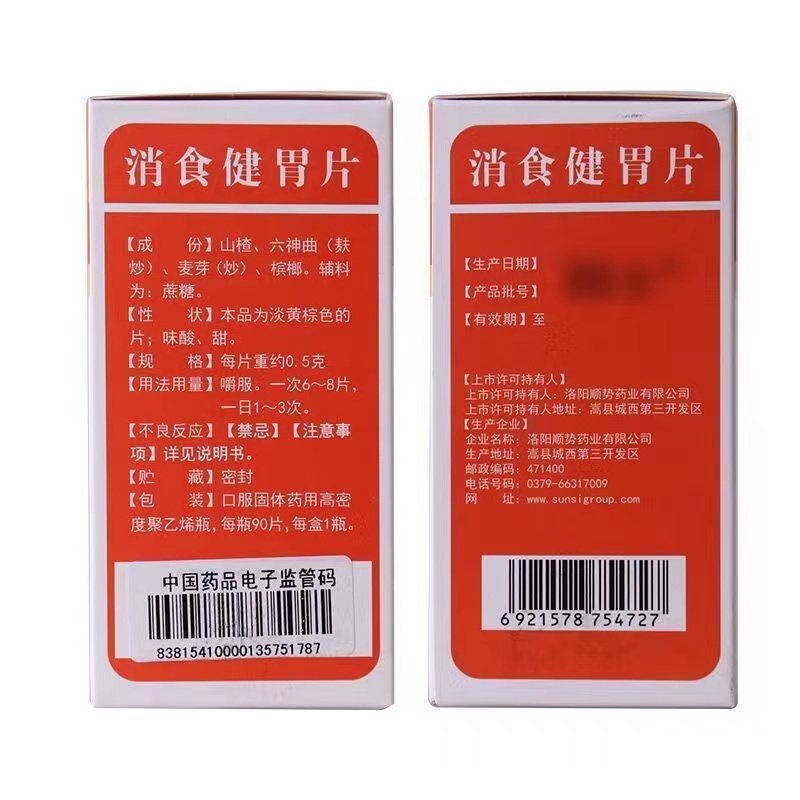 消食健胃片
【成　份】山楂、六神曲（麸
炒）、麦芽（炒）、槟榔。辅料
为：蔗糖。
【性　状】本品为淡黄棕色的
片；味酸、甜。
【规　格】每片重约0.5克
【用法用量】嚼服。一次6～8片，
一日1～3次。
【不良反应】【禁忌】【注意事
项】详见说明书。
【贮　藏】密封
【包　装】口服固体药用高密
度聚乙烯瓶，每瓶90片，每盒1瓶。
中国药品电子监管码
83815410000135751787
消食健胃片
【生产日期】
【产品批号】
【有效期】至
【上市许可持有人】
上市许可持有人：洛阳顺势药业有限公司
上市许可持有人地址：嵩县城西第三开发区
【生产企业】
企业名称：洛阳顺势药业有限公司
生产地址：嵩县城西第三开发区
邮政编码：471400
电话号码：0379-66317009
网　　址：www.sunsigroup.com
6 921578 754727